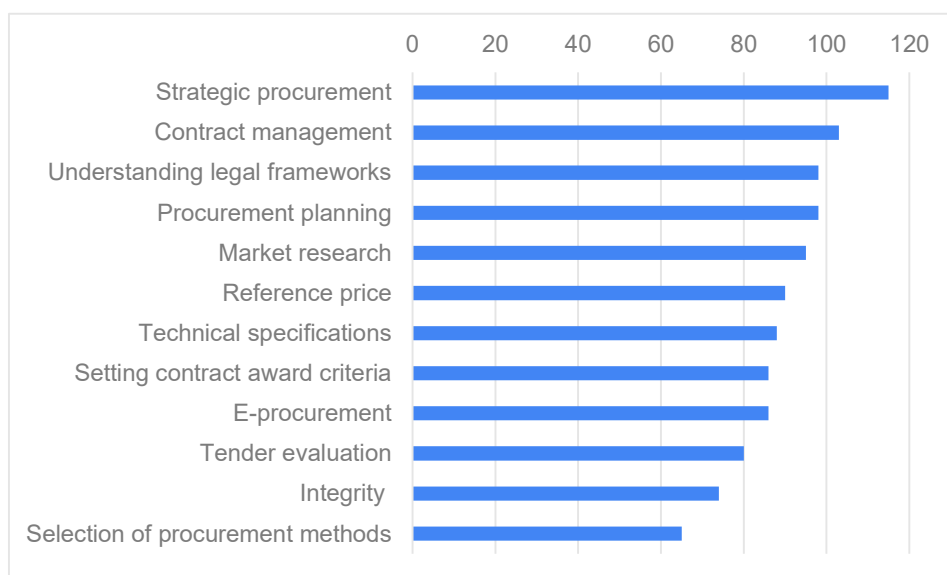 0 20 40 60 80 100 120
Strategic procurement
Contract management
Understanding legal frameworks
Procurement planning
Market research
Reference price
Technical specifications
Setting contract award criteria
E-procurement
Tender evaluation
Integrity
Selection of procurement methods